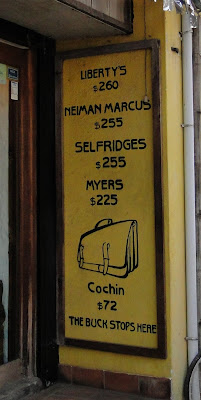 LIBERTY'S
$260
NEIMAN MARCUS
$255
SELFRIDGES
$255
MYERS
$225
Cochin
$72
THE BUCK STOPS HERE